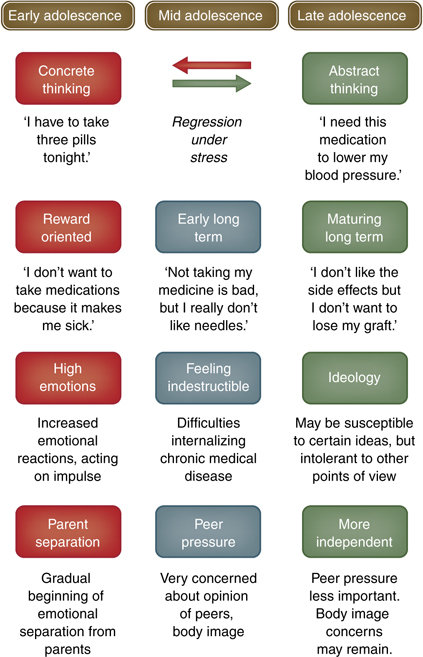 Early adolescence
Mid adolescence
Late adolescence
Concrete
thinking
Abstract
thinking
‘I have to take
three pills
tonight.’
Regression
under
stress
‘I need this
medication
to lower my
blood pressure.’
Reward
oriented
Early long
term
Maturing
long term
‘I don’t want to
take medications
because it makes
me sick.’
‘Not taking my
medicine is bad,
but I really don’t
like needles.’
‘I don’t like the
side effects but
I don’t want to
lose my graft.’
High
emotions
Feeling
indestructible
Ideology
Increased
emotional
reactions, acting
on impulse
Difficulties
internalizing
chronic medical
disease
May be susceptible
to certain ideas, but
intolerant to other
points of view
Parent
separation
Peer
pressure
More
independent
Gradual
beginning of
emotional
separation from
parents
Very concerned
about opinion
of peers,
body image
Peer pressure
less important.
Body image
concerns
may remain.